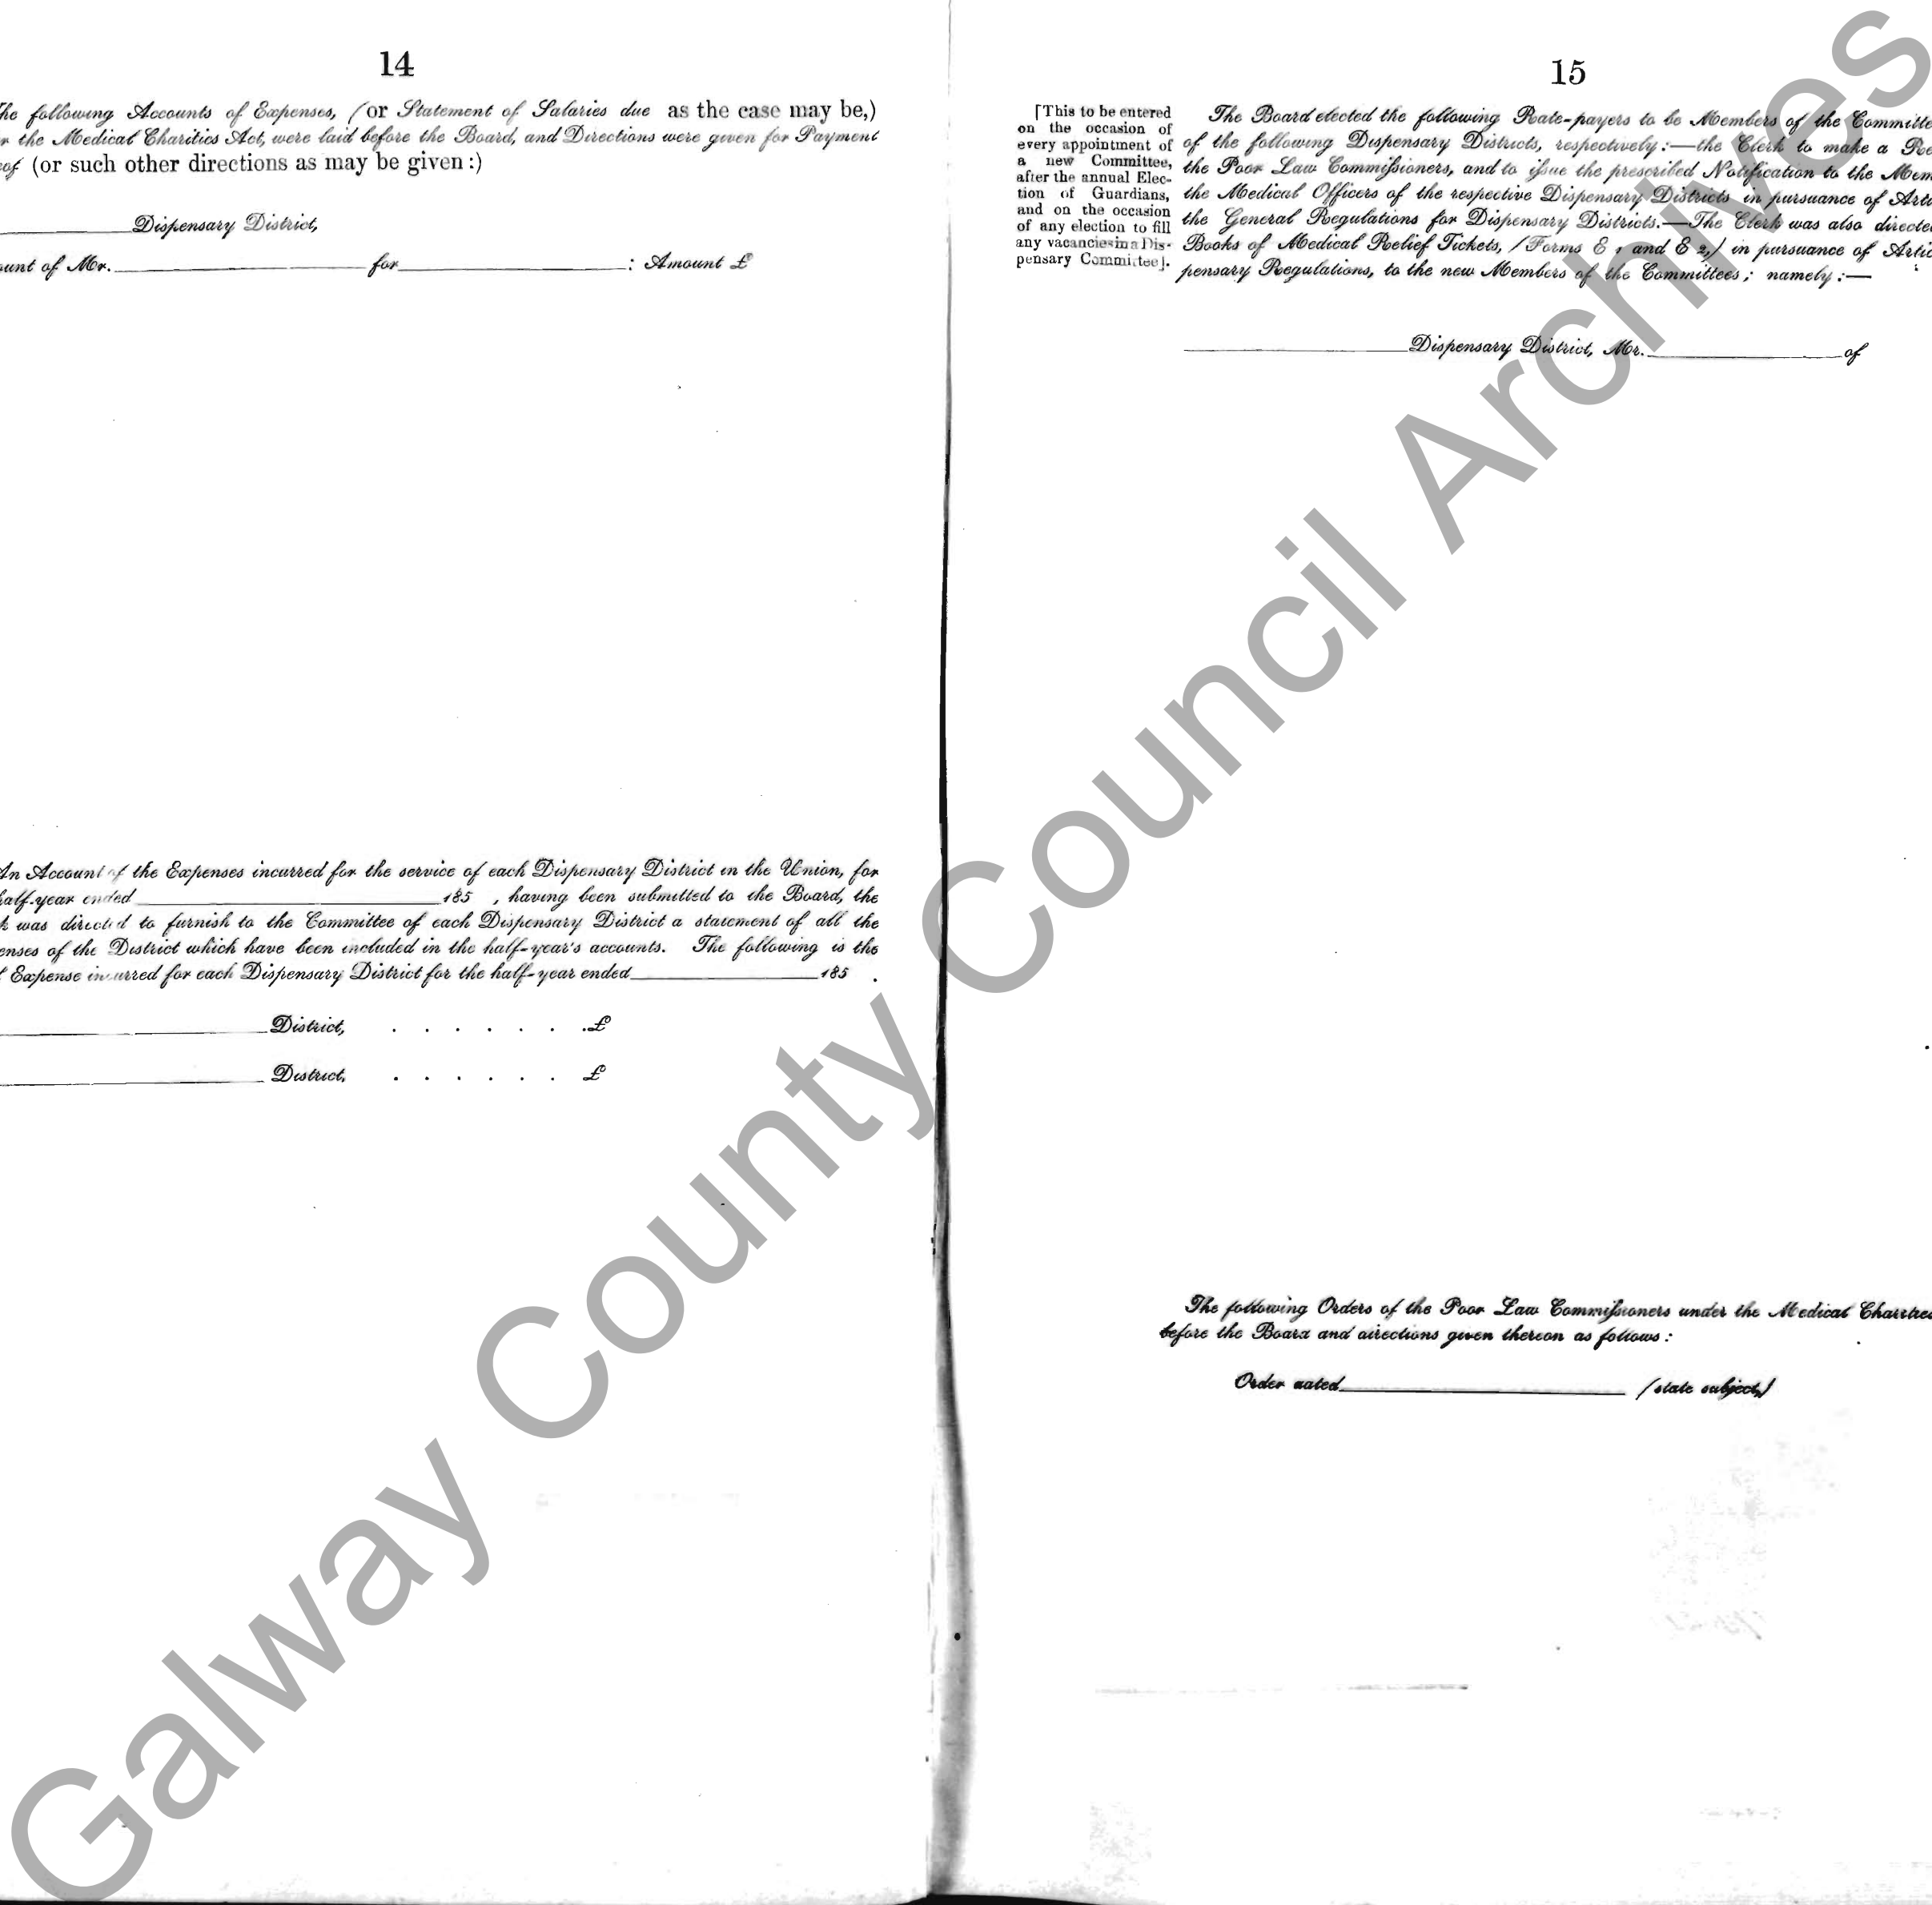 14
he following Accounts of Expenses, (or Statement of Salaries due as the case may be,)
r the Medical Charities Act, were laid before the Board, and Directions were given for Payment
eof (or such other directions as may be given :)
Dispensary District,
ount of Mr. for : Amount £
An Account of the Expenses incurred for the service of each Dispensary District in the Union, for
half-year ended 185 , having been submitted to the Board, the
k was directed to furnish to the Committee of each Dispensary District a statement of all the
enses of the District which have been included in the half-year's accounts. The following is the
l Expense incurred for each Dispensary District for the half-year ended 185 .
District, . . . . . . . £
District, . . . . . . £
15
[This to be entered
on the occasion of
every appointment of
a new Committee,
after the annual Elec-
tion of Guardians,
and on the occasion
of any election to fill
any vacancies in a Dis-
pensary Committee].
The Board elected the following Rate-payers to be Members of the Committe
of the following Dispensary Districts, respectively :—the Clerk to make a Re
the Poor Law Commissioners, and to issue the prescribed Notification to the Mem
the Medical Officers of the respective Dispensary Districts in pursuance of Arti
the General Regulations for Dispensary Districts.—The Clerk was also directe
Books of Medical Relief Tickets, (Forms E 1 and E 2,) in pursuance of Artic
pensary Regulations, to the new Members of the Committees ; namely :—
Dispensary District, Mr. of
The following Orders of the Poor Law Commissioners under the Medical Charitie
before the Board and directions given thereon as follows :
Order dated (state subject,)
Galway County Council Archives